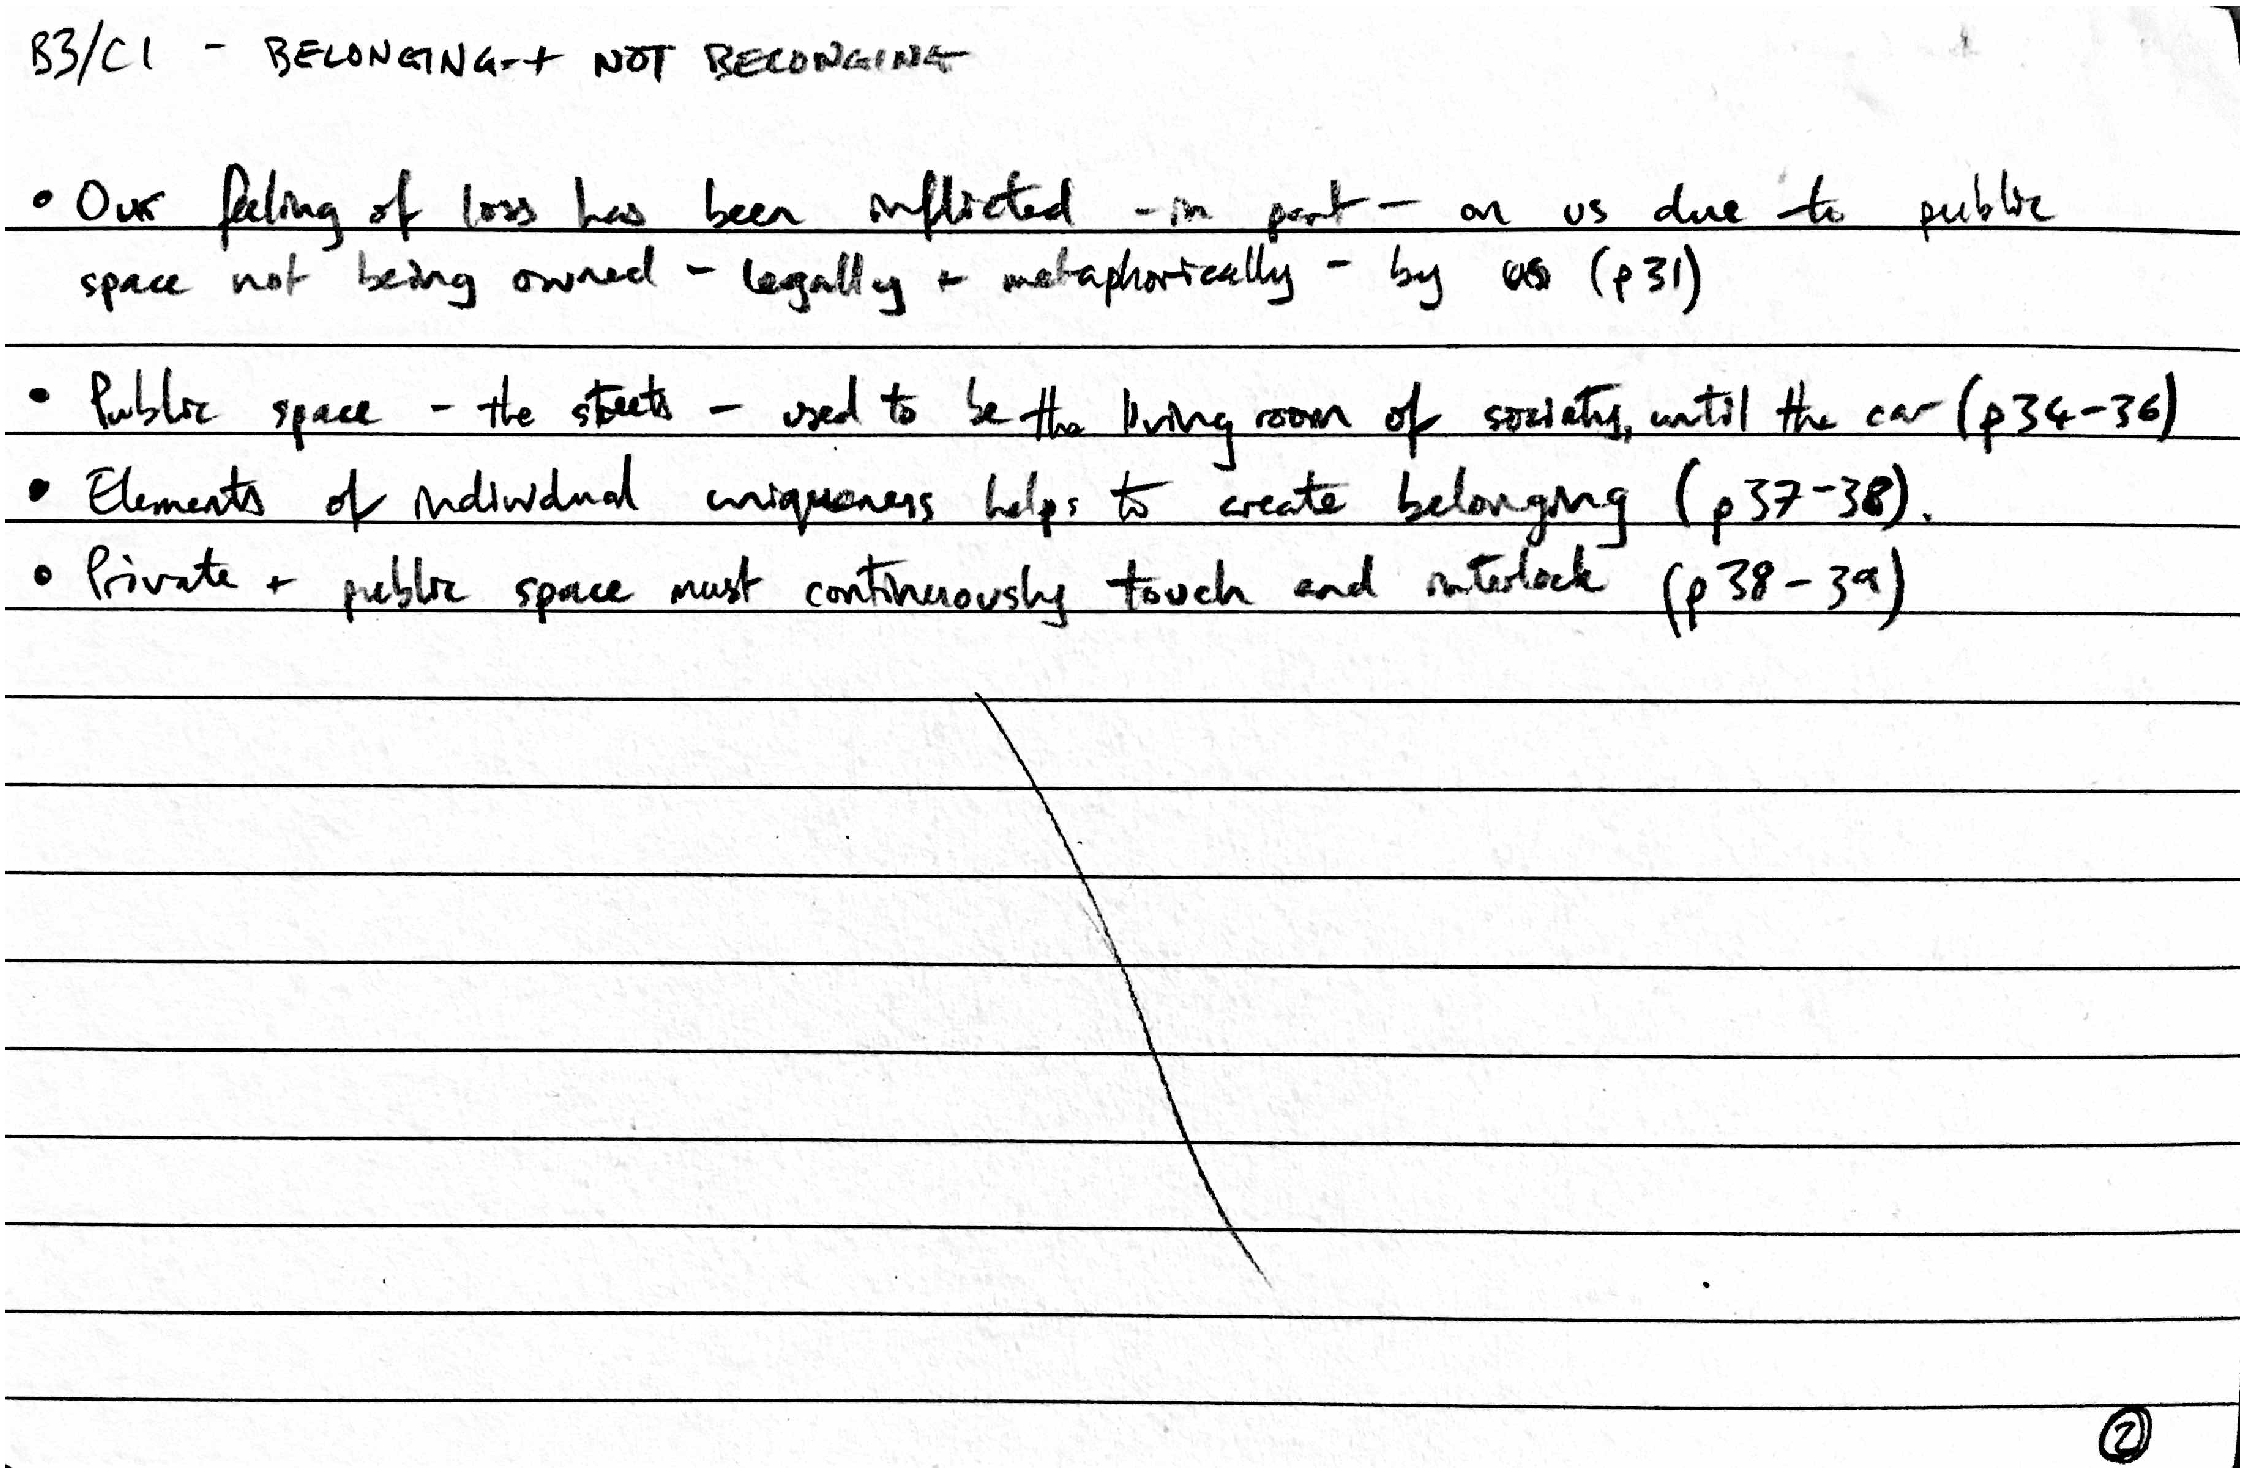 B3/C1 - BELONGING + NOT BELONGING
• Our feeling of loss has been inflicted - in part - on us due to public
space not being owned - legally + metaphorically - by us (p31)
• Public space - the streets - used to be the living room of society, until the car (p34-36)
• Elements of individual uniqueness helps to create belonging (p37-38).
• Private + public space must continuously touch and interlock (p38-39)
2